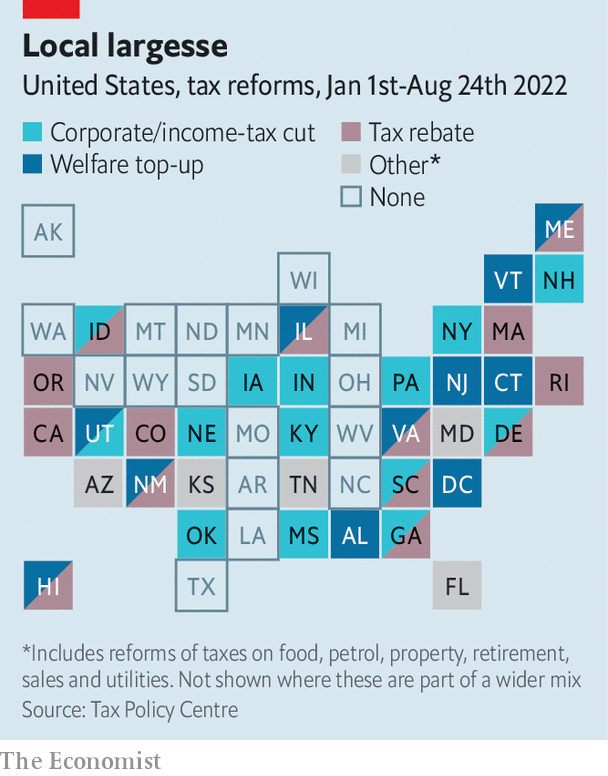 Local largesse
United States, tax reforms, Jan 1st-Aug 24th 2022
Corporate/income-tax cut Tax rebate
Welfare top-up Other*
None
AK ME
WI VT NH
WA ID MT ND MN IL MI NY MA
OR NV WY SD IA IN OH PA NJ CT RI
CA UT CO NE MO KY WV VA MD DE
AZ NM KS AR TN NC SC DC
OK LA MS AL GA
HI TX FL
*Includes reforms of taxes on food, petrol, property, retirement,
sales and utilities. Not shown where these are part of a wider mix
Source: Tax Policy Centre
The Economist